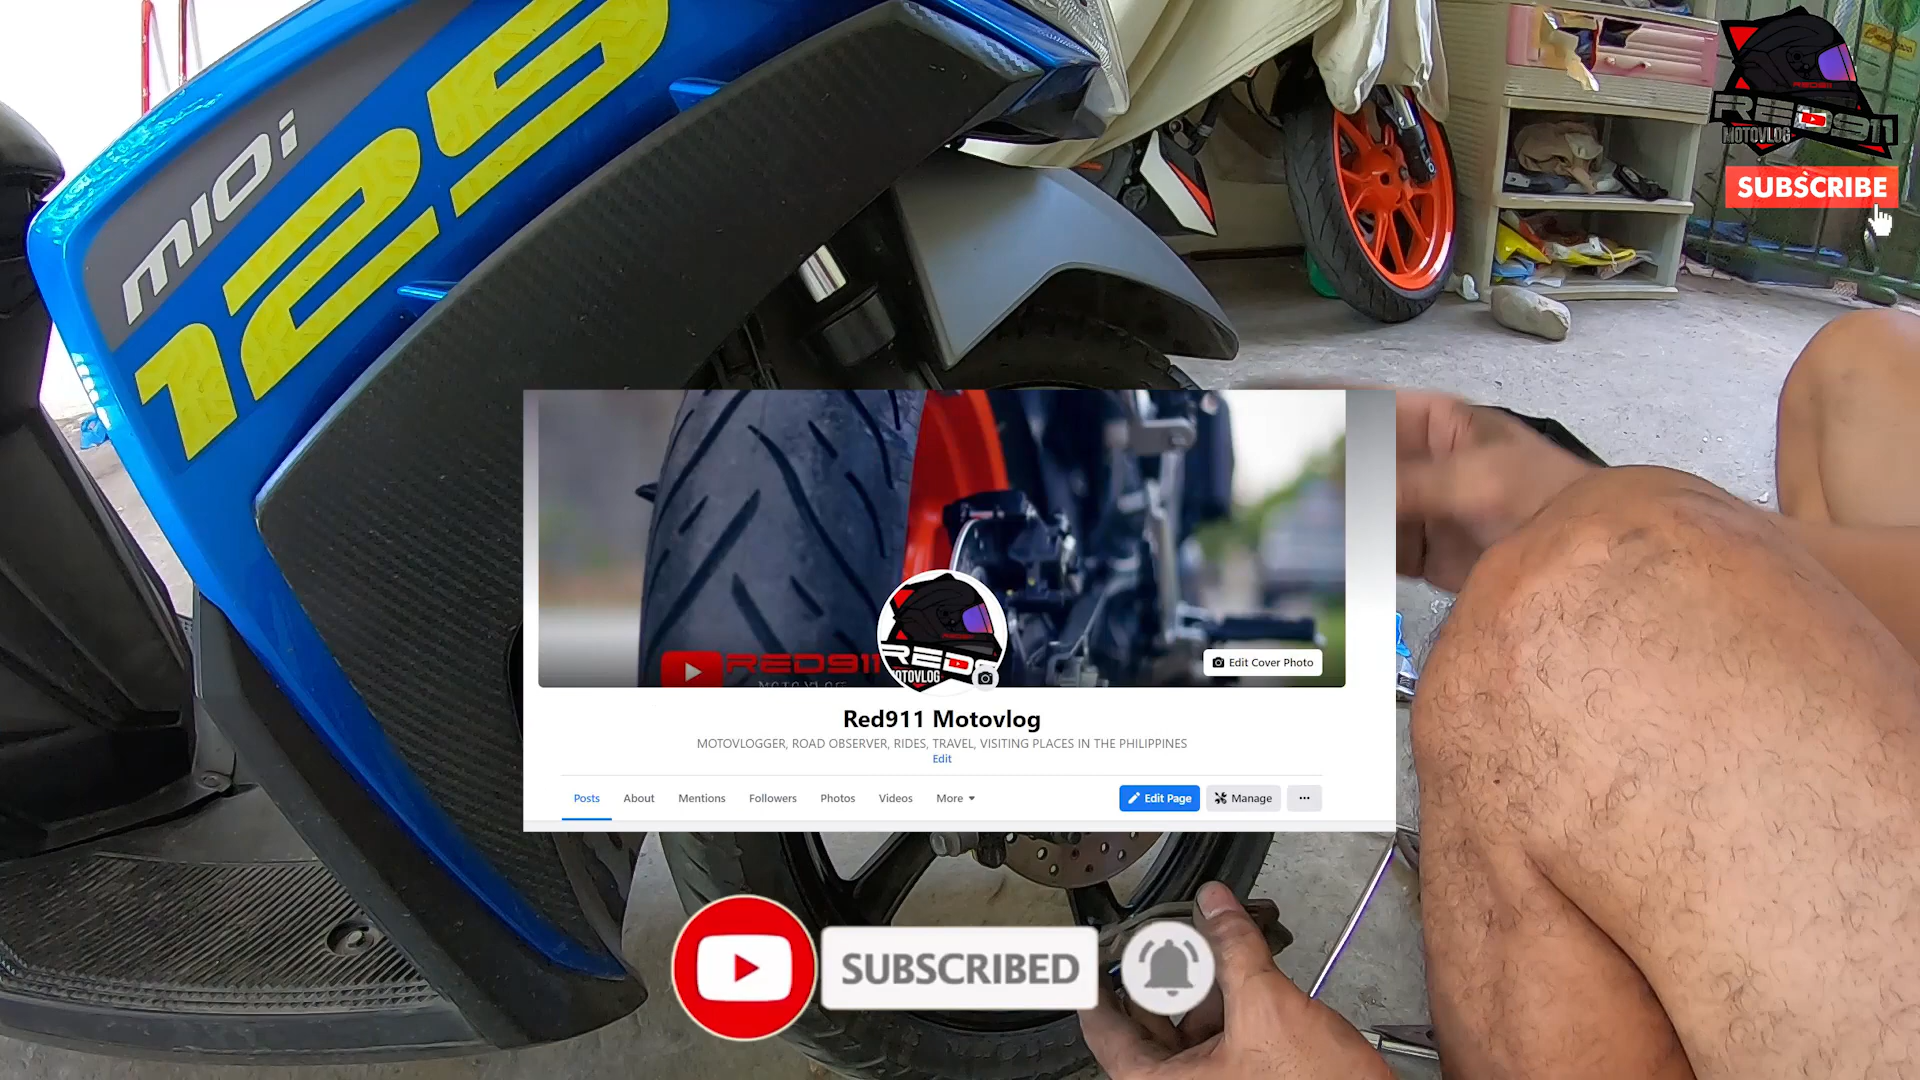 mio i
125
RED911
MOTOVLOG
SUBSCRIBE
RED911
MOTOVLOG
Edit Cover Photo
Red911 Motovlog
MOTOVLOGGER, ROAD OBSERVER, RIDES, TRAVEL, VISITING PLACES IN THE PHILIPPINES
Edit
Posts
About
Mentions
Followers
Photos
Videos
More
Edit Page
Manage
SUBSCRIBED